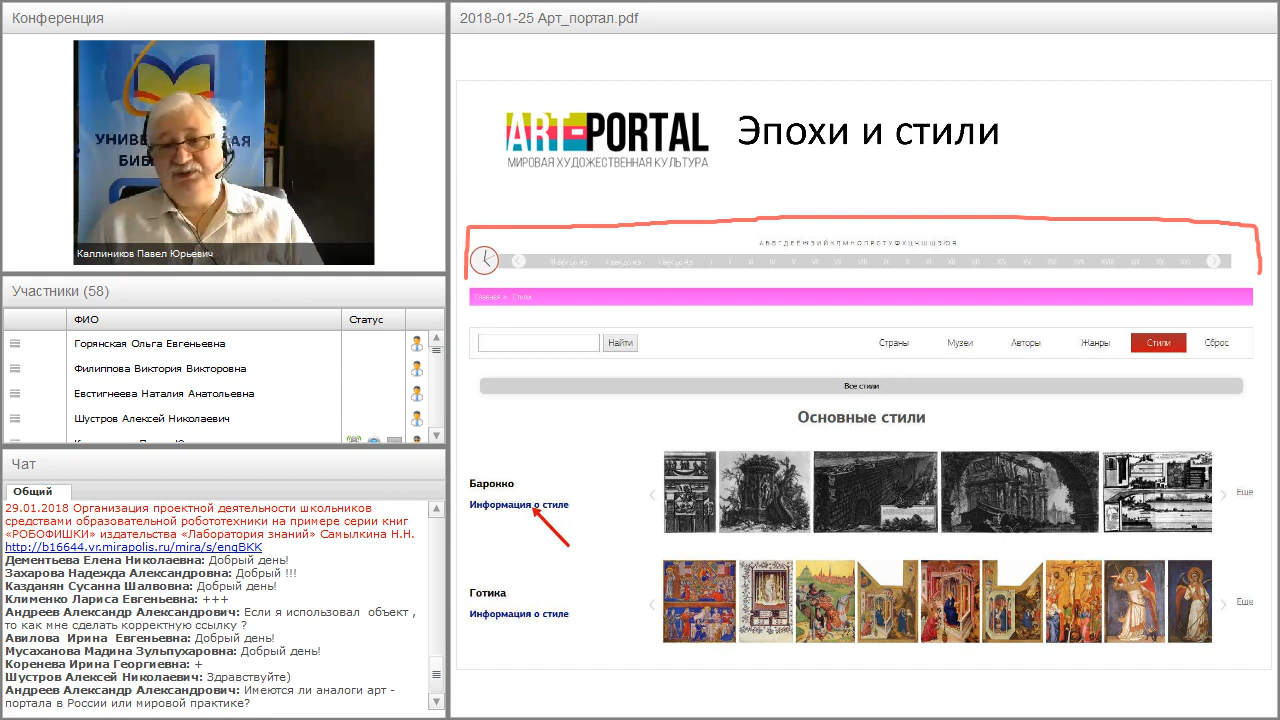 Конференция
УНИВЕ
АЯ
БИБ
Каллиников Павел Юрьевич
Участники (58)
ФИО
Статус
Горянская Ольга Евгеньевна
Филиппова Виктория Викторовна
Евстигнеева Наталия Анатольевна
Шустров Алексей Николаевич
Чат
Общий
29.01.2018 Организация проектной деятельности школьников
средствами образовательной робототехники на примере серии книг
«РОБОФИШКИ» издательства «Лаборатория знаний» Самылкина Н.Н.
http://b16644.vr.mirapolis.ru/mira/s/enqBKK
Дементьева Елена Николаевна: Добрый день!
Захарова Надежда Александровна: Добрый !!!
Казданян Сусанна Шалвовна: Добрый день!
Клименко Лариса Евгеньевна: +++
Андреев Александр Александрович: Если я использовал объект ,
то как мне сделать корректную ссылку ?
Авилова Ирина Евгеньевна: Добрый день!
Мусаханова Мадина Зульпухаровна: Добрый день!
Коренева Ирина Георгиевна: +
Шустров Алексей Николаевич: Здравствуйте)
Андреев Александр Александрович: Имеются ли аналоги арт -
портала в России или мировой практике?
2018-01-25 Арт_портал.pdf
ART-PORTAL
МИРОВАЯ ХУДОЖЕСТВЕННАЯ КУЛЬТУРА
Эпохи и стили
Главная » Стили
Найти
Страны Музеи Авторы Жанры Стили Сброс
Все стили
Основные стили
Барокко
Информация о стиле
Еще
Готика
Информация о стиле
Еще